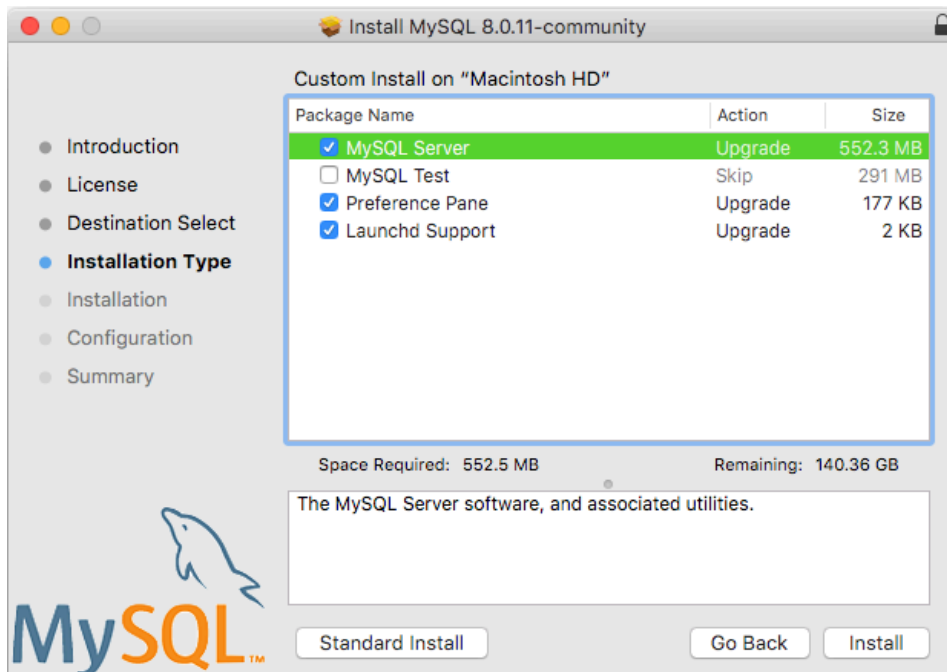 Install MySQL 8.0.11-community
Custom Install on “Macintosh HD”
Package Name Action Size
MySQL Server Upgrade 552.3 MB
MySQL Test Skip 291 MB
Preference Pane Upgrade 177 KB
Launchd Support Upgrade 2 KB
Introduction
License
Destination Select
Installation Type
Installation
Configuration
Summary
Space Required: 552.5 MB Remaining: 140.36 GB
The MySQL Server software, and associated utilities.
MySQL™
Standard Install Go Back Install